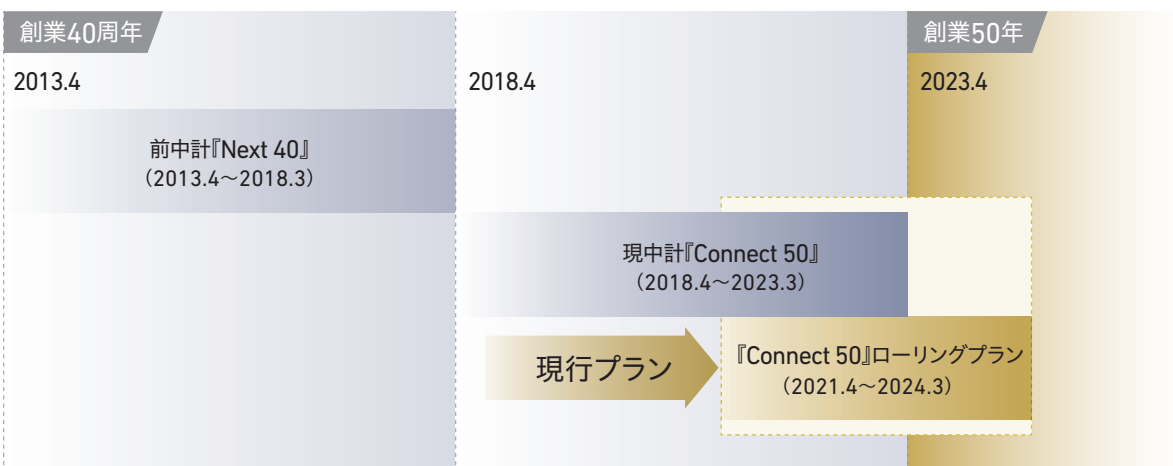 創業40周年
創業50年
2013.4
2018.4
2023.4
前中計『Next 40』
（2013.4〜2018.3）
現中計『Connect 50』
（2018.4〜2023.3）
現行プラン
『Connect 50』ローリングプラン
（2021.4〜2024.3）